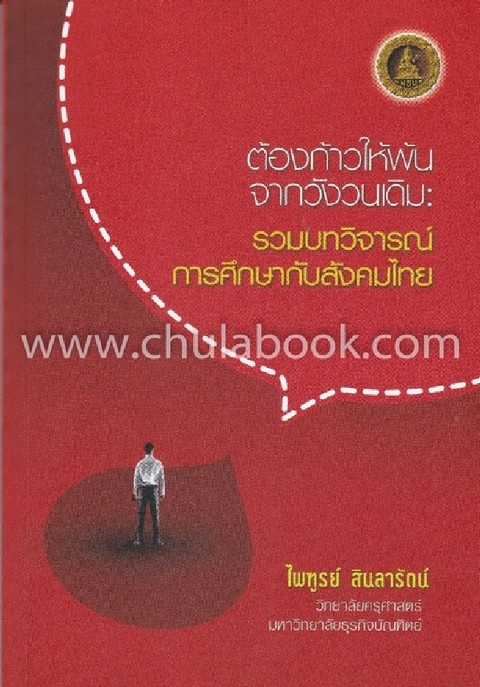 ต้องก้าวให้พ้น
จากวังวนเดิม:
รวมบทวิจารณ์
การศึกษากับสังคมไทย
www.chulabook.com
ไพฑูรย์ สินลารัตน์
วิทยาลัยครุศาสตร์
มหาวิทยาลัยธุรกิจบัณฑิตย์